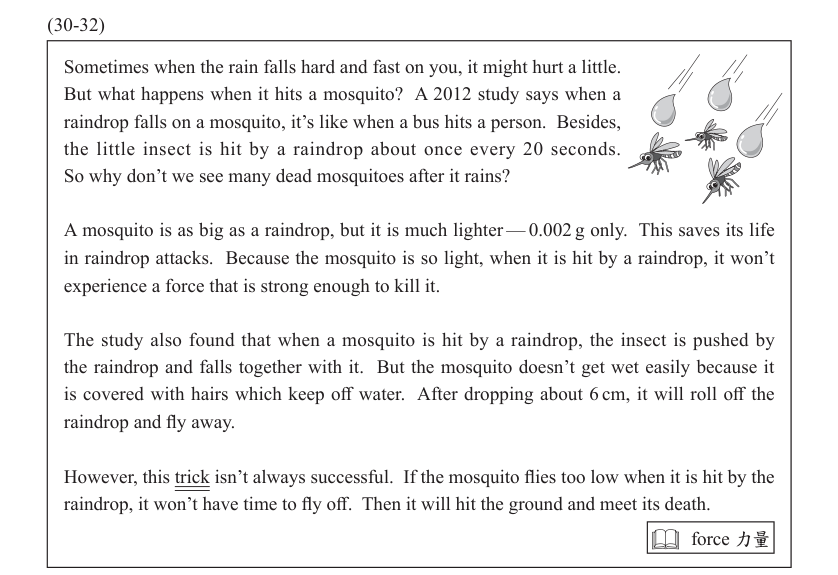 (30-32)
Sometimes when the rain falls hard and fast on you, it might hurt a little.
But what happens when it hits a mosquito? A 2012 study says when a
raindrop falls on a mosquito, it's like when a bus hits a person. Besides,
the little insect is hit by a raindrop about once every 20 seconds.
So why don't we see many dead mosquitoes after it rains?
A mosquito is as big as a raindrop, but it is much lighter—0.002 g only. This saves its life
in raindrop attacks. Because the mosquito is so light, when it is hit by a raindrop, it won't
experience a force that is strong enough to kill it.
The study also found that when a mosquito is hit by a raindrop, the insect is pushed by
the raindrop and falls together with it. But the mosquito doesn't get wet easily because it
is covered with hairs which keep off water. After dropping about 6 cm, it will roll off the
raindrop and fly away.
However, this trick isn't always successful. If the mosquito flies too low when it is hit by the
raindrop, it won't have time to fly off. Then it will hit the ground and meet its death.
force 力量